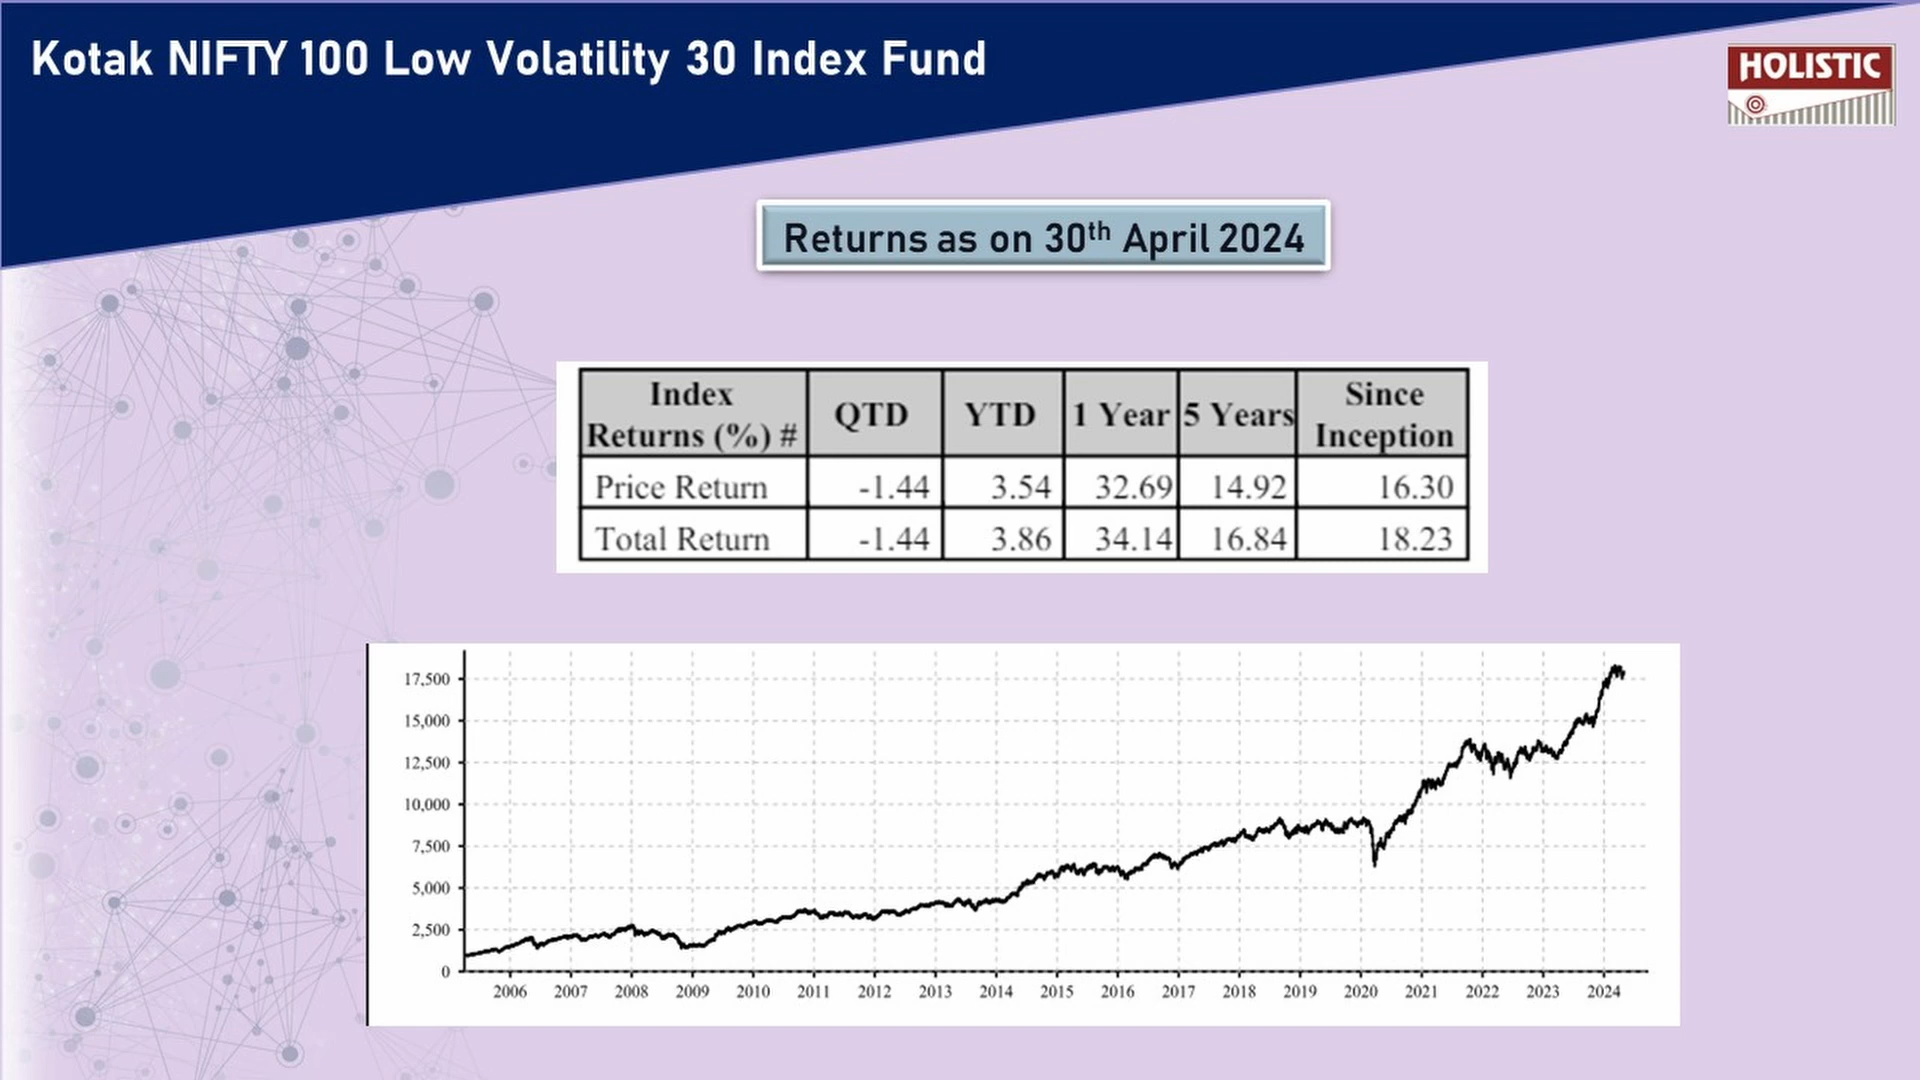 Kotak NIFTY 100 Low Volatility 30 Index Fund
HOLISTIC
Returns as on 30th April 2024
Index Returns (%) # QTD YTD 1 Year 5 Years Since Inception
Price Return -1.44 3.54 32.69 14.92 16.30
Total Return -1.44 3.86 34.14 16.84 18.23
17,500
15,000
12,500
10,000
7,500
5,000
2,500
0
2006 2007 2008 2009 2010 2011 2012 2013 2014 2015 2016 2017 2018 2019 2020 2021 2022 2023 2024